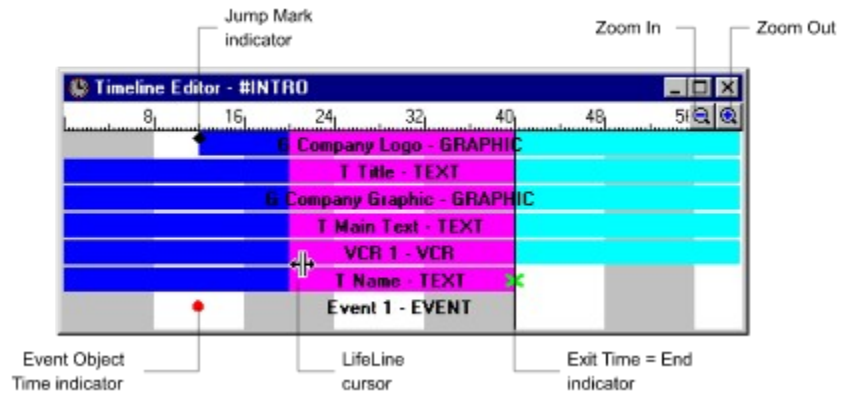 Jump Mark
indicator
Zoom In
Zoom Out
Timeline Editor - #INTRO
8 16 24 32 40 48 56
G Company Logo - GRAPHIC
T Title - TEXT
G Company Graphic - GRAPHIC
T Main Text - TEXT
VCR 1 - VCR
T Name - TEXT
Event 1 - EVENT
Event Object
Time indicator
LifeLine
cursor
Exit Time = End
indicator